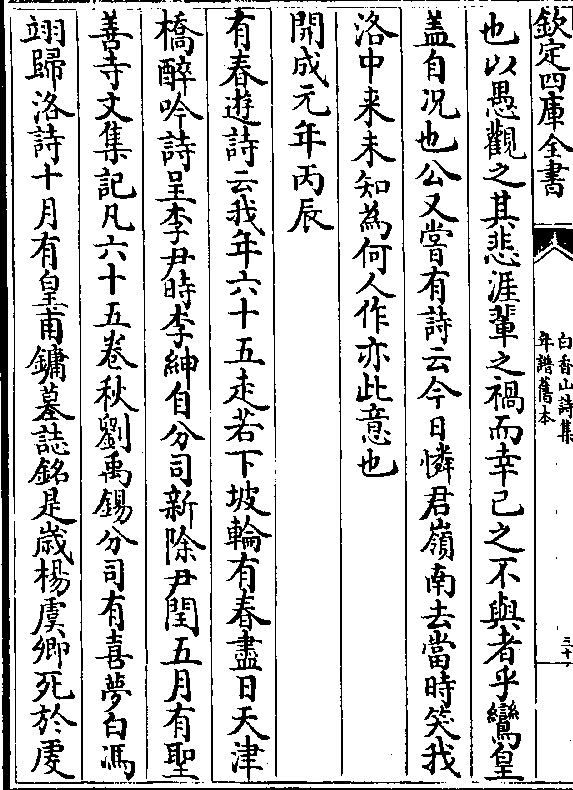 欽定四庫全書
白香山詩集
年譜舊本
三十
也以愚觀之其悲涯輩之禍而幸已之不與者乎鸞皇
盖自况也公又嘗有詩云今日憐君嶺南去當時笑我
洛中来未知為何人作亦此意也
開成元年丙辰
有春遊詩云我年六十五走若下坡輪有春盡日天津
橋醉吟詩呈李尹時李紳自分司新除尹閏五月有聖
善寺文集記凡六十五卷秋劉禹錫分司有喜夢白馮
翊歸洛詩十月有皇甫鏞墓誌銘是歲楊虞卿死於䖍